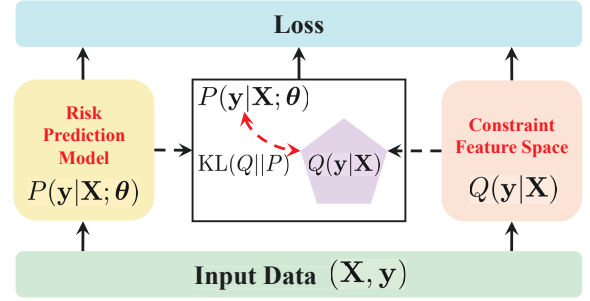 Loss
Risk
Prediction
Model
P(y|X; θ)
P(y|X; θ)
KL(Q||P)
Q(y|X)
Constraint
Feature Space
Q(y|X)
Input Data (X, y)